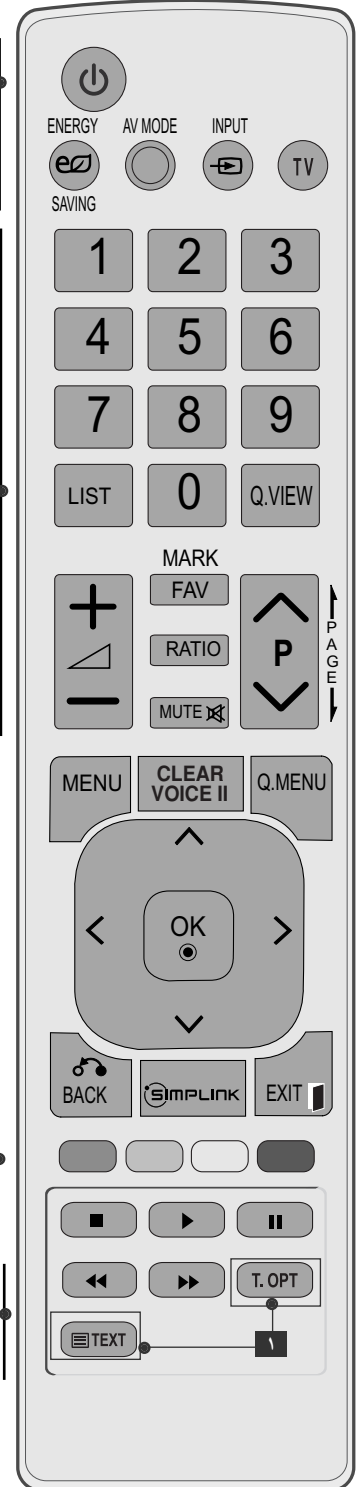 ENERGY AV MODE INPUT
TV
SAVING
1 2 3
4 5 6
7 8 9
LIST 0 Q.VIEW
MARK
FAV
RATIO
P
PAGE
MUTE
MENU CLEAR VOICE II Q.MENU
OK
BACK SIMPLINK EXIT
T. OPT
TEXT
١